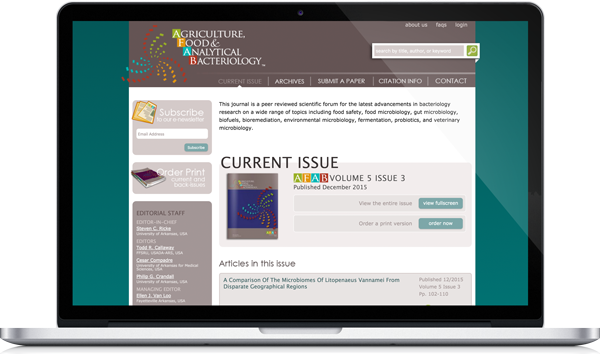 about us faqs login
AGRICULTURE,
FOOD &
ANALYTICAL
BACTERIOLOGY
search by title, author, or keyword
CURRENT ISSUE ARCHIVES SUBMIT A PAPER CITATION INFO CONTACT
Subscribe
to our e-newsletter
Email Address
Subscribe
Order Print
current and
back issues
EDITORIAL STAFF
EDITOR-IN-CHIEF
Steven C. Ricke
University of Arkansas, USA
EDITORS
Todd R. Callaway
FFSRU, USADA-ARS, USA
Cesar Compadre
University of Arkansas for Medical
Sciences, USA
Philip G. Crandall
University of Arkansas, USA
MANAGING EDITOR
Ellen J. Van Loo
Fayetteville Arkansas, USA
This journal is a peer reviewed scientific forum for the latest advancements in bacteriology
research on a wide range of topics including food safety, food microbiology, gut microbiology,
biofuels, bioremediation, environmental microbiology, fermentation, probiotics, and veterinary
microbiology.
CURRENT ISSUE
AFAB VOLUME 5 ISSUE 3
Published December 2015
View the entire issue view fullscreen
Order a print version order now
Articles in this issue
A Comparison Of The Microbiomes Of Litopenaeus Vannamei From
Disparate Geographical Regions
Published 12/2015
Volume 5 Issue 3
Pp. 102-110